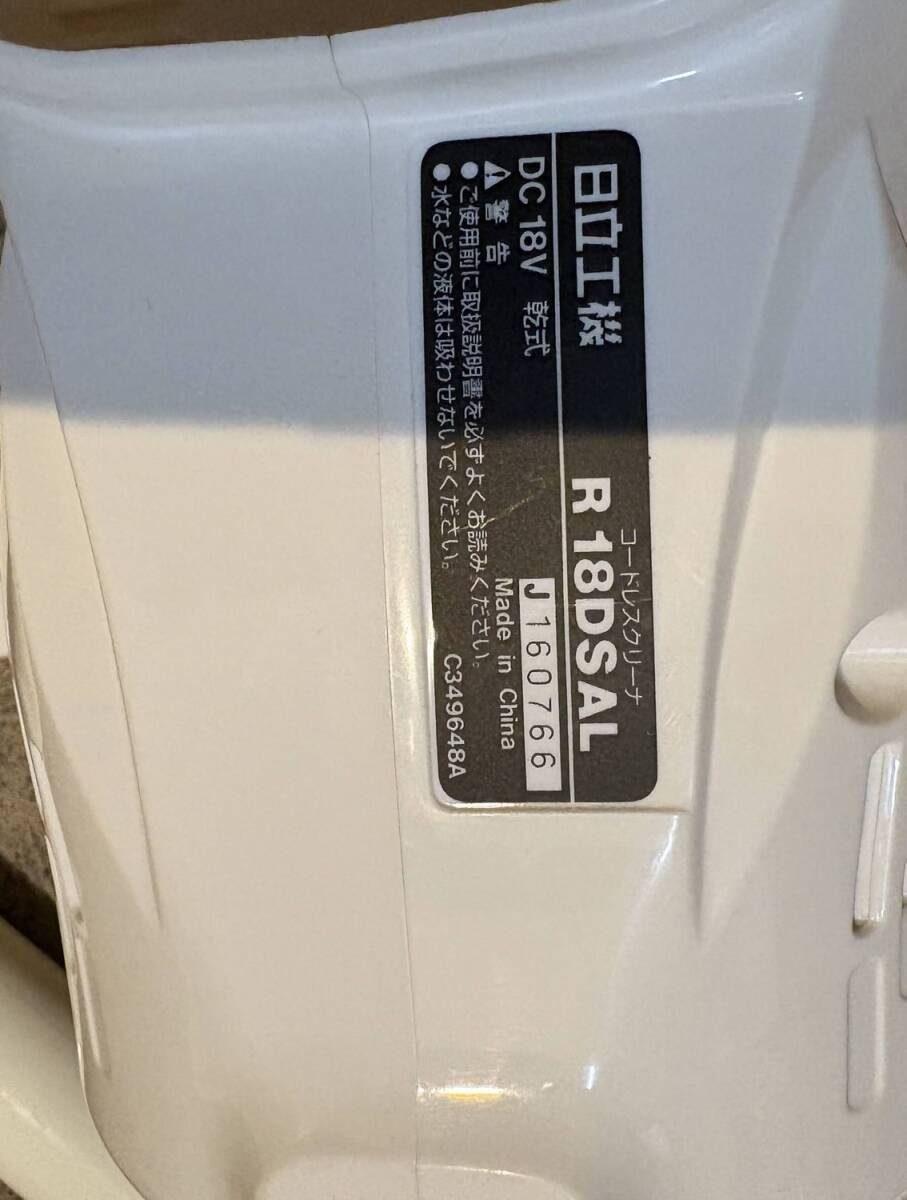 日立工機
コードレスクリーナ
R 18DSAL
DC 18V 乾式
J160766
⚠警告
Made in China
●ご使用前に取扱説明書を必ずよくお読みください。
●水などの液体は吸わせないでください。
C349648A